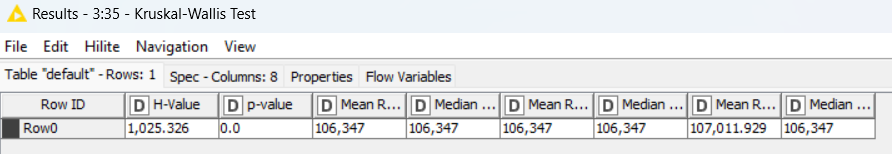 Results - 3:35 - Kruskal-Wallis Test
File Edit Hilite Navigation View
Table "default" - Rows: 1 Spec - Columns: 8 Properties Flow Variables
Row ID D H-Value D p-value D Mean R... D Median ... D Mean R... D Median ... D Mean R... D Median ...
Row0 1,025.326 0.0 106,347 106,347 106,347 106,347 107,011.929 106,347